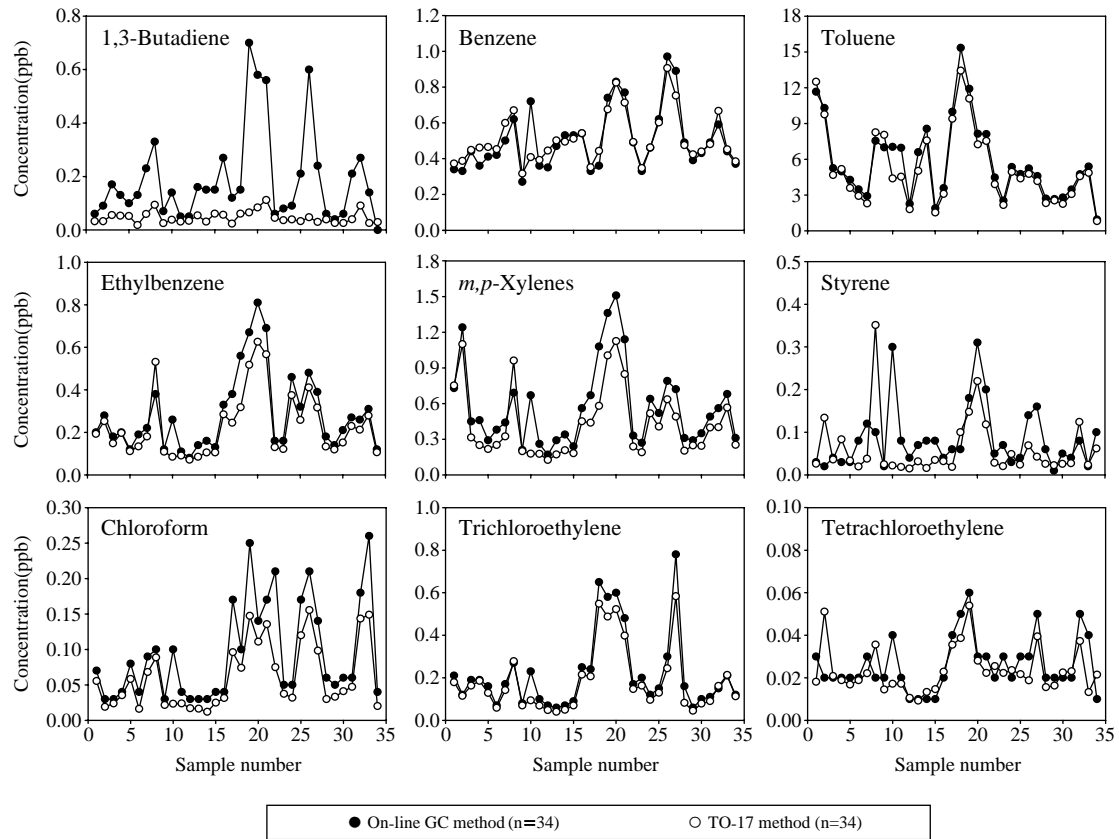 1,3-Butadiene
Benzene
Toluene
Concentration(ppb)
0.8
0.6
0.4
0.2
0.0
1.2
1.0
0.8
0.6
0.4
0.2
0.0
18
15
12
9
6
3
0
Ethylbenzene
m,p-Xylenes
Styrene
Concentration(ppb)
1.0
0.8
0.6
0.4
0.2
0.0
1.8
1.5
1.2
0.9
0.6
0.3
0.0
0.5
0.4
0.3
0.2
0.1
0.0
Chloroform
Trichloroethylene
Tetrachloroethylene
Concentration(ppb)
0.30
0.25
0.20
0.15
0.10
0.05
0.00
1.0
0.8
0.6
0.4
0.2
0.0
0.10
0.08
0.06
0.04
0.02
0.00
0 5 10 15 20 25 30 35
0 5 10 15 20 25 30 35
0 5 10 15 20 25 30 35
Sample number
Sample number
Sample number
On-line GC method (n=34)
TO-17 method (n=34)